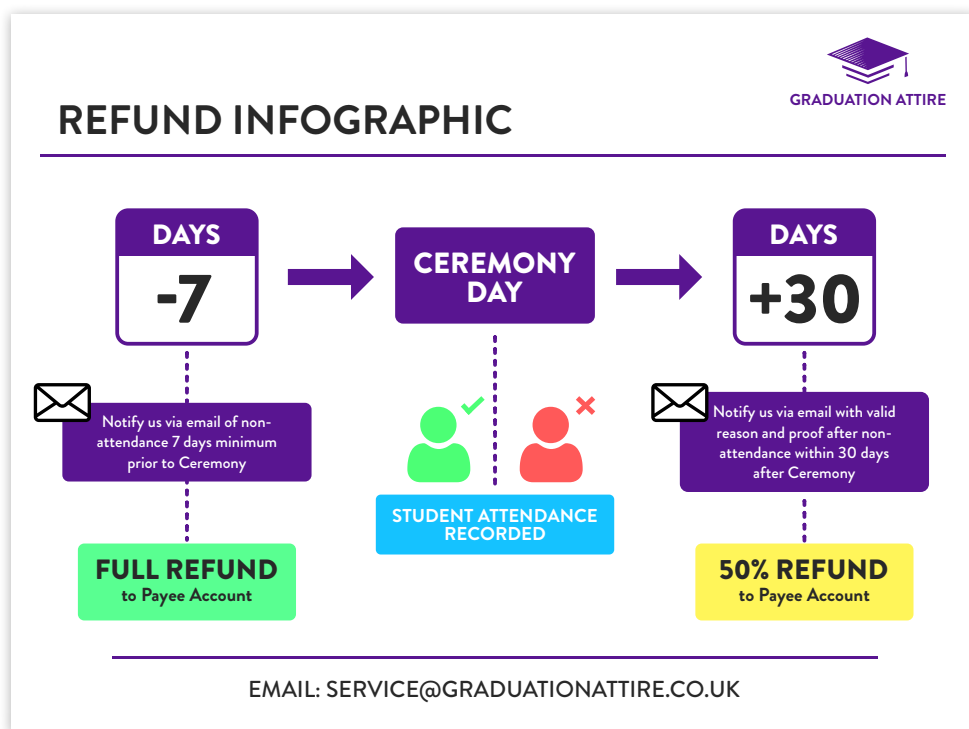 GRADUATION ATTIRE
REFUND INFOGRAPHIC
DAYS
-7
Notify us via email of non-
attendance 7 days minimum
prior to Ceremony
FULL REFUND
to Payee Account
CEREMONY
DAY
STUDENT ATTENDANCE
RECORDED
DAYS
+30
Notify us via email with valid
reason and proof after non-
attendance within 30 days
after Ceremony
50% REFUND
to Payee Account
EMAIL: SERVICE@GRADUATIONATTIRE.CO.UK